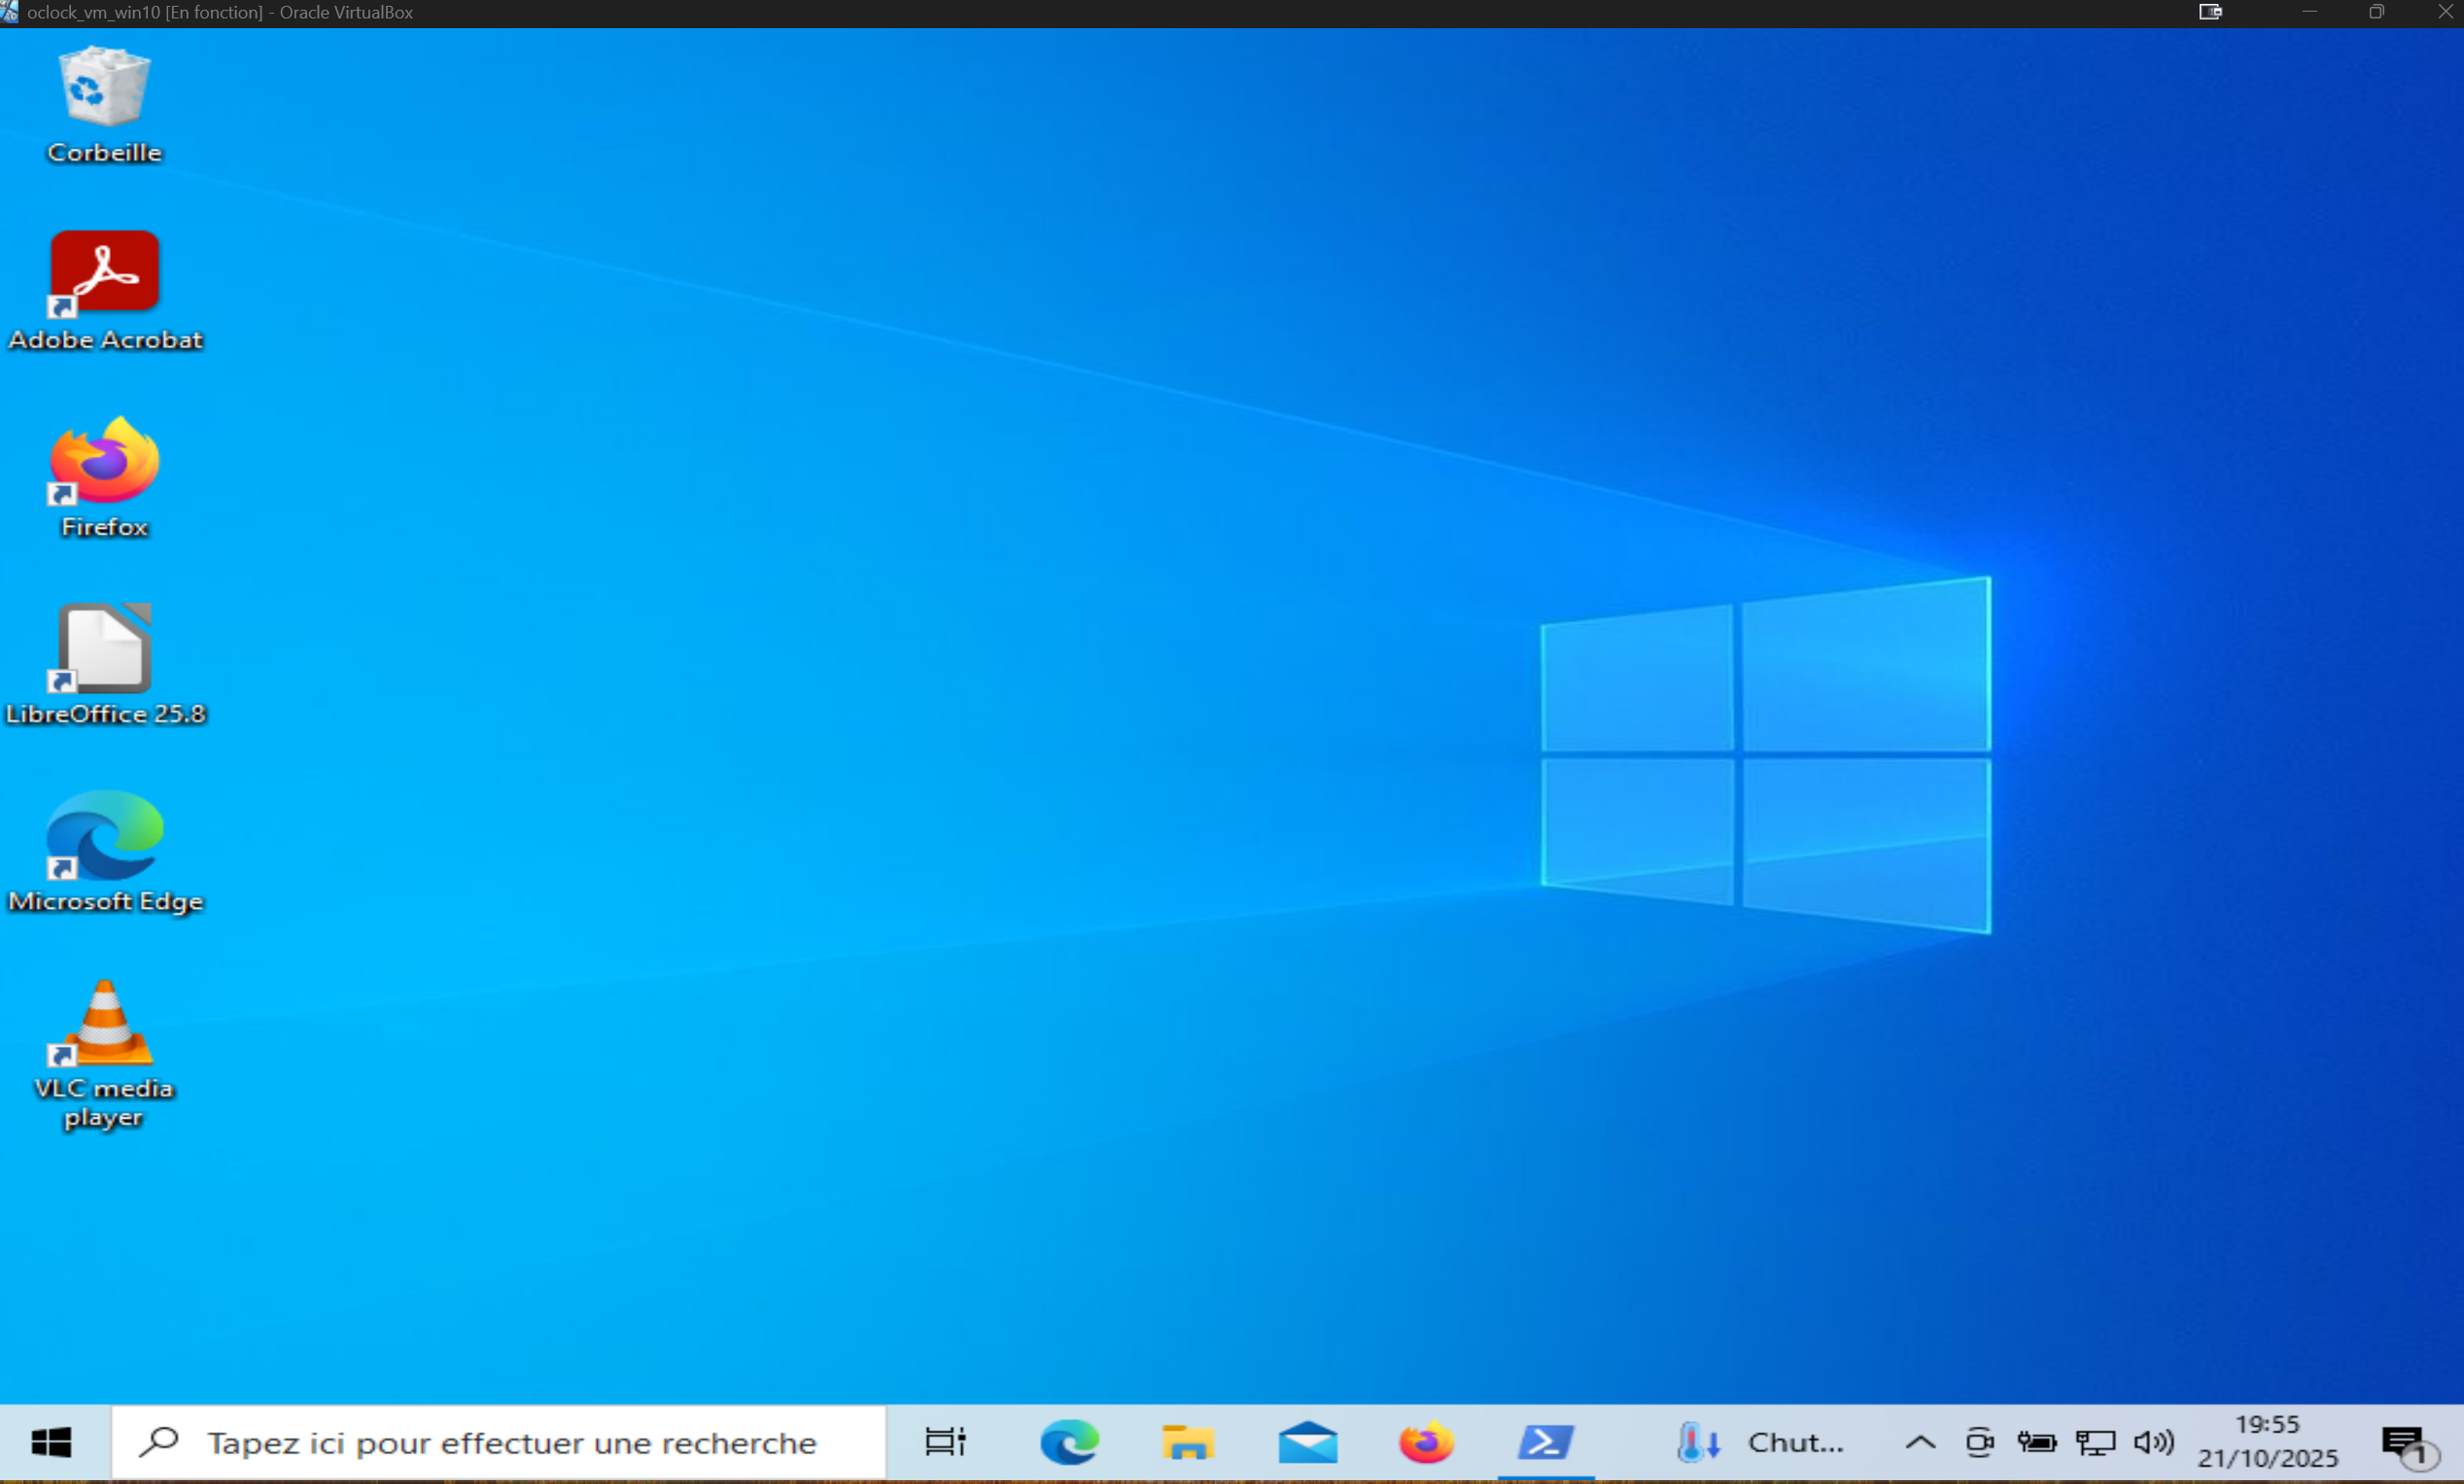 oclock_vm_win10 [En fonction] - Oracle VirtualBox
Corbeille
Adobe Acrobat
Firefox
LibreOffice 25.8
Microsoft Edge
VLC media
player
Tapez ici pour effectuer une recherche
Chut...
19:55
21/10/2025
1